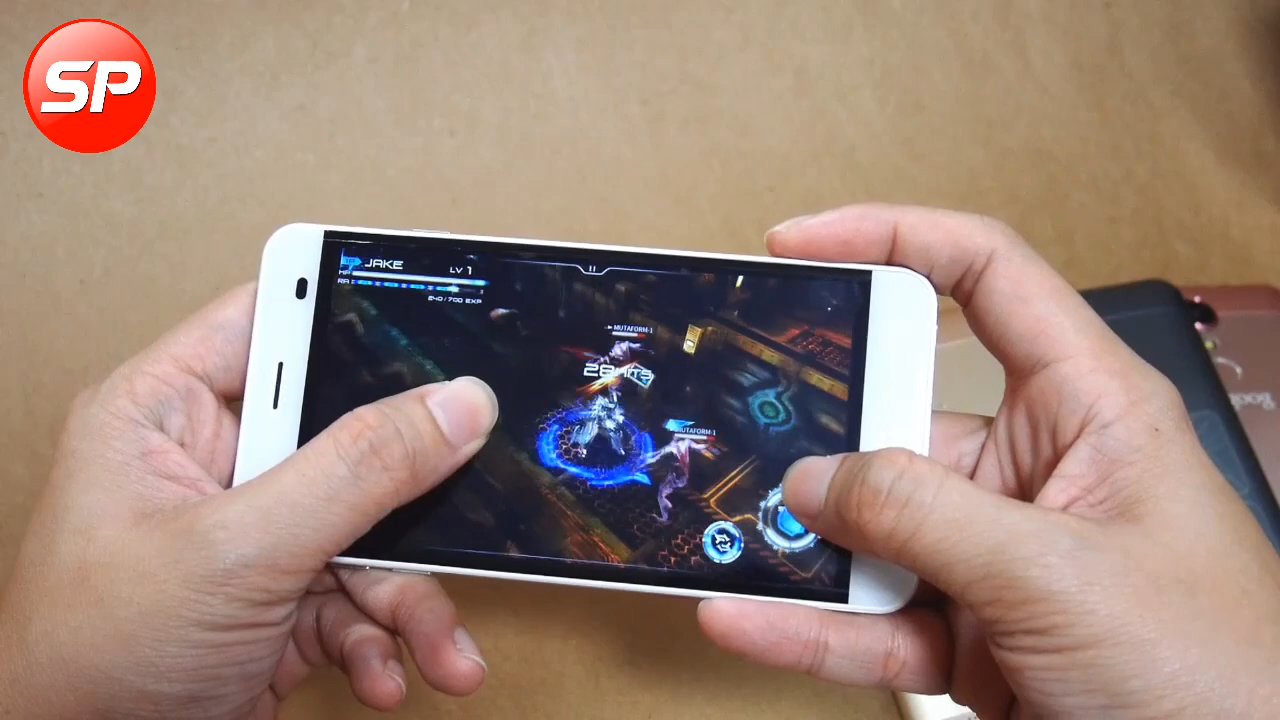 SP
JAKE
LV 1
HP
RA
240 / 700 EXP
MUTAFORM-1
28 HITS
MUTAFORM-1